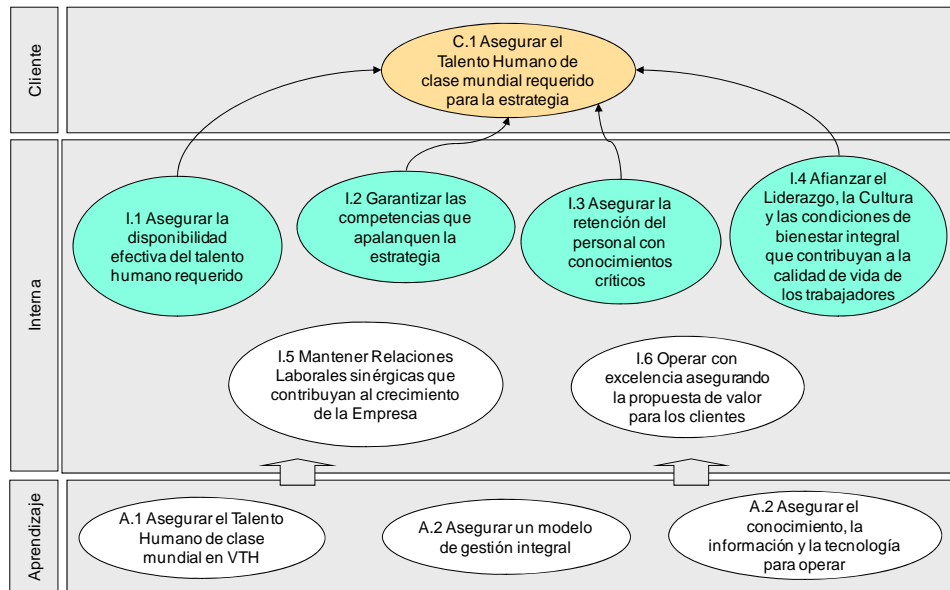 Cliente
C.1 Asegurar el
Talento Humano de
clase mundial requerido
para la estrategia
Interna
I.1 Asegurar la
disponibilidad
efectiva del talento
humano requerido
I.2 Garantizar las
competencias que
apalanquen la
estrategia
I.3 Asegurar la
retención del
personal con
conocimientos
críticos
I.4 Afianzar el
Liderazgo, la Cultura
y las condiciones de
bienestar integral
que contribuyan a la
calidad de vida de
los trabajadores
I.5 Mantener Relaciones
Laborales sinérgicas que
contribuyan al crecimiento
de la Empresa
I.6 Operar con
excelencia asegurando
la propuesta de valor
para los clientes
Aprendizaje
A.1 Asegurar el Talento
Humano de clase
mundial en VTH
A.2 Asegurar un modelo
de gestión integral
A.2 Asegurar el
conocimiento, la
información y la tecnología
para operar